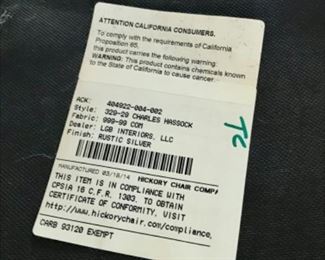 ATTENTION CALIFORNIA CONSUMERS.
To comply with the requirements of California
Proposition 65,
this product carries the following warning:
WARNING: This product contains chemicals known
to the State of California to cause cancer.
ACK: 404922-004-002
Style: 329-29 CHARLES HASSOCK
Fabric: 999-99 COM
Dealer: LGB INTERIORS, LLC
Finish: RUSTIC SILVER
TC
MANUFACTURED 03/18/14 HICKORY CHAIR COMPA
THIS ITEM IS IN COMPLIANCE WITH
CPSIA 16 C.F.R. 1303. TO OBTAIN
CERTIFICATE OF CONFORMITY, VISIT
http://www.hickorychair.com/compliance.
CARB 93120 EXEMPT